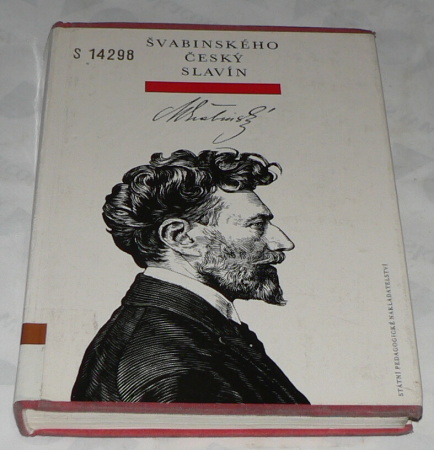 S 14298
ŠVABINSKÉHO
ČESKÝ
SLAVÍN
STÁTNÍ PEDAGOGICKÉ NAKLADATELSTVÍ